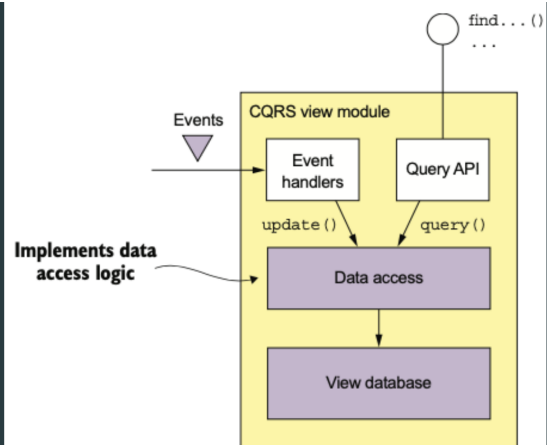 find...()
...
CQRS view module
Events
Event
handlers
Query API
update()
query()
Implements data
access logic
Data access
View database